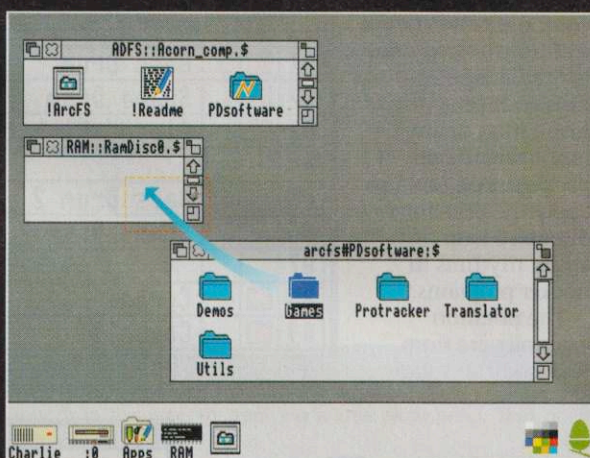 ADFS::Acorn_comp.$
!ArcFS !Readme PDsoftware
RAM::RamDisc0.$
arcfs#PDsoftware:$
Demos Games Protracker Translator
Utils
Charlie :0 Apps RAM